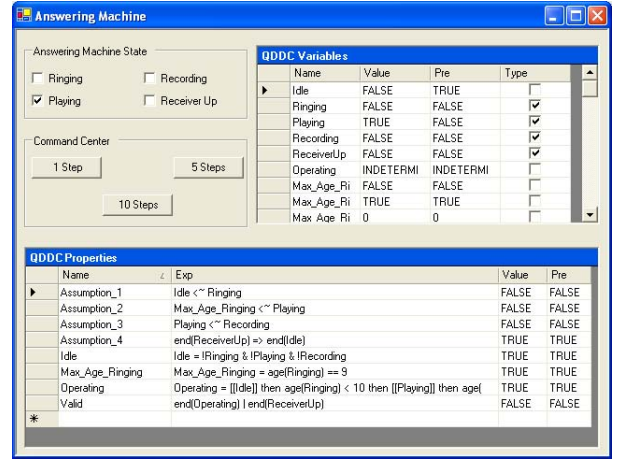 Answering Machine
Answering Machine State
Ringing Recording
Playing Receiver Up
Command Center
1 Step 5 Steps
10 Steps
QDDC Variables
Name Value Pre Type
Idle FALSE TRUE
Ringing FALSE FALSE
Playing TRUE FALSE
Recording FALSE FALSE
ReceiverUp FALSE FALSE
Operating INDETERMI INDETERMI
Max_Age_Ri FALSE FALSE
Max_Age_Ri TRUE TRUE
Max Age Ri 0 0
QDDC Properties
Name Exp Value Pre
Assumption_1 Idle <~ Ringing FALSE FALSE
Assumption_2 Max_Age_Ringing <~ Playing FALSE FALSE
Assumption_3 Playing <~ Recording FALSE FALSE
Assumption_4 end(ReceiverUp) => end(Idle) TRUE TRUE
Idle Idle = !Ringing & !Playing & !Recording TRUE TRUE
Max_Age_Ringing Max_Age_Ringing = age(Ringing) == 9 TRUE TRUE
Operating Operating = [[Idle]] then age(Ringing) < 10 then [[Playing]] then age( TRUE TRUE
Valid end(Operating) | end(ReceiverUp) FALSE FALSE